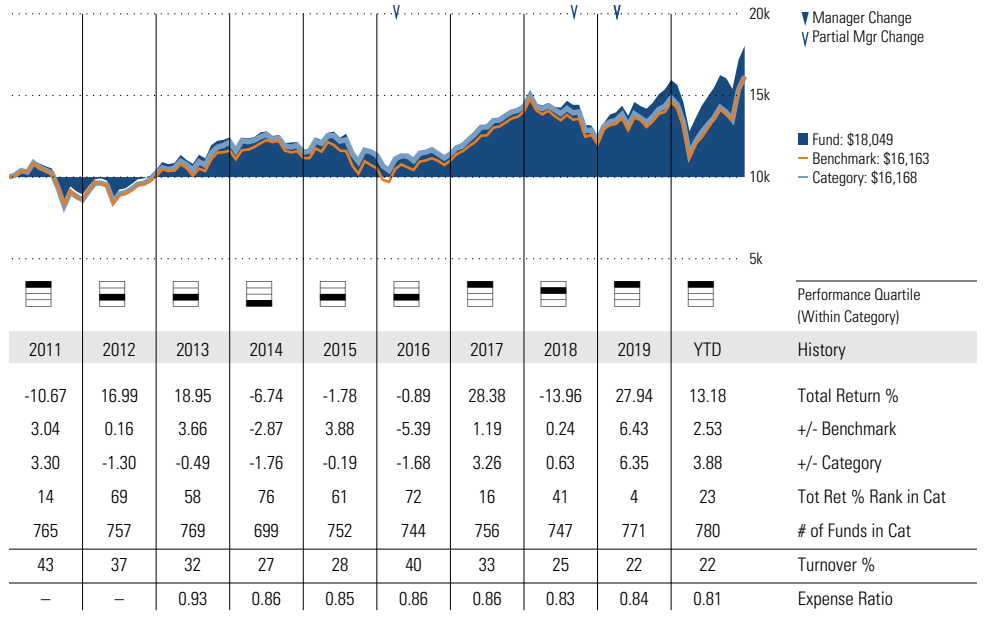 20k
Manager Change
Partial Mgr Change
15k
Fund: $18,049
Benchmark: $16,163
10k
Category: $16,168
5k
Performance Quartile
(Within Category)
2011 2012 2013 2014 2015 2016 2017 2018 2019 YTD History
-10.67 16.99 18.95 -6.74 -1.78 -0.89 28.38 -13.96 27.94 13.18 Total Return %
3.04 0.16 3.66 -2.87 3.88 -5.39 1.19 0.24 6.43 2.53 +/- Benchmark
3.30 -1.30 -0.49 -1.76 -0.19 -1.68 3.26 0.63 6.35 3.88 +/- Category
14 69 58 76 61 72 16 41 4 23 Tot Ret % Rank in Cat
765 757 769 699 752 744 756 747 771 780 # of Funds in Cat
43 37 32 27 28 40 33 25 22 22 Turnover %
– – 0.93 0.86 0.85 0.86 0.86 0.83 0.84 0.81 Expense Ratio